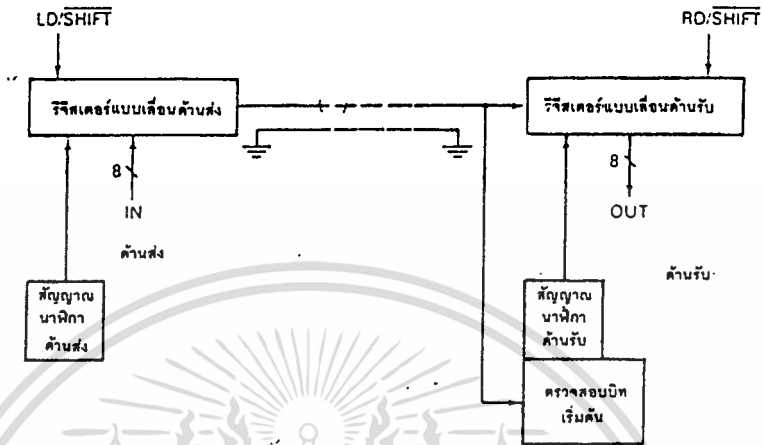 LD/SHIFT
RD/SHIFT
รีจีสเตอร์แบบเลื่อนด้านส่ง
รีจีสเตอร์แบบเลื่อนด้านรับ
8
IN
8
OUT
ด้านส่ง
ด้านรับ
สัญญาณ
นาฬิกา
ด้านส่ง
สัญญาณ
นาฬิกา
ด้านรับ
ตรวจสอบบิท
เริ่มต้น